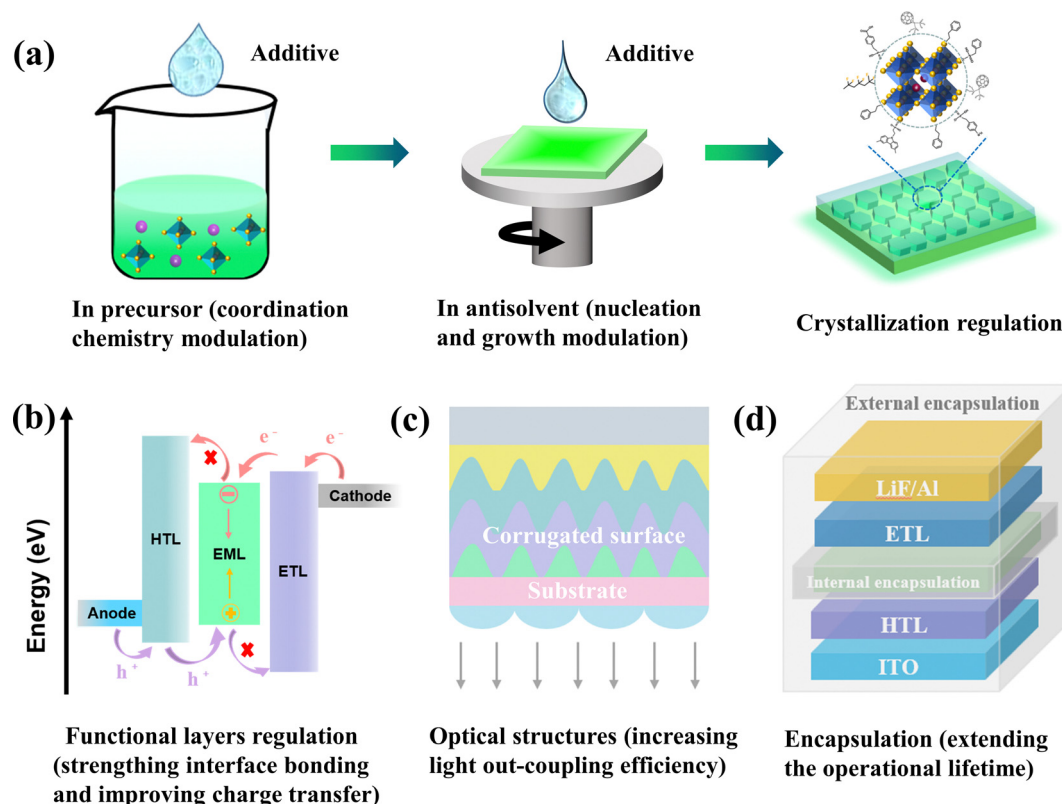 (a)
Additive
Additive
In precursor (coordination
chemistry modulation)
In antisolvent (nucleation
and growth modulation)
Crystallization regulation
(b)
Energy (eV)
HTL
EML
ETL
Anode
Cathode
e⁻
e⁻
h⁺
h⁺
Functional layers regulation
(strengthing interface bonding
and improving charge transfer)
(c)
Corrugated surface
Substrate
Optical structures (increasing
light out-coupling efficiency)
(d)
External encapsulation
LiF/Al
ETL
Internal encapsulation
HTL
ITO
Encapsulation (extending
the operational lifetime)